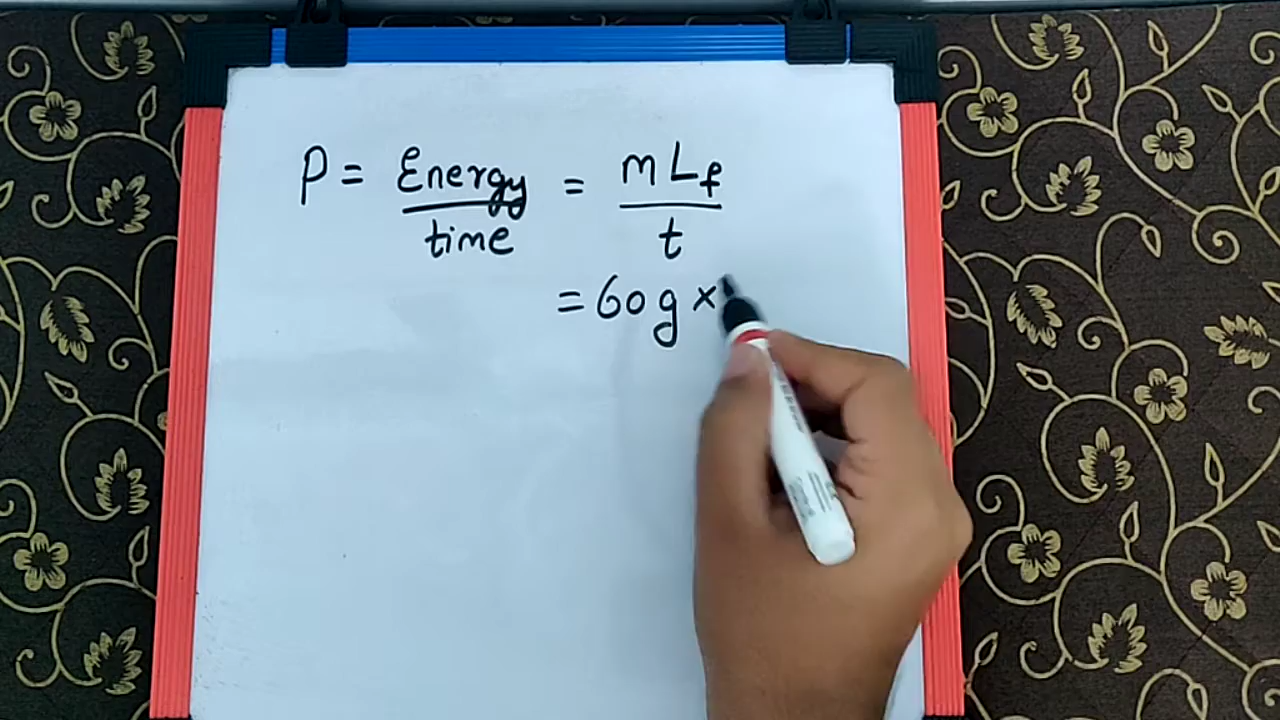 P = Energy/time = mLf/t
= 60g ×